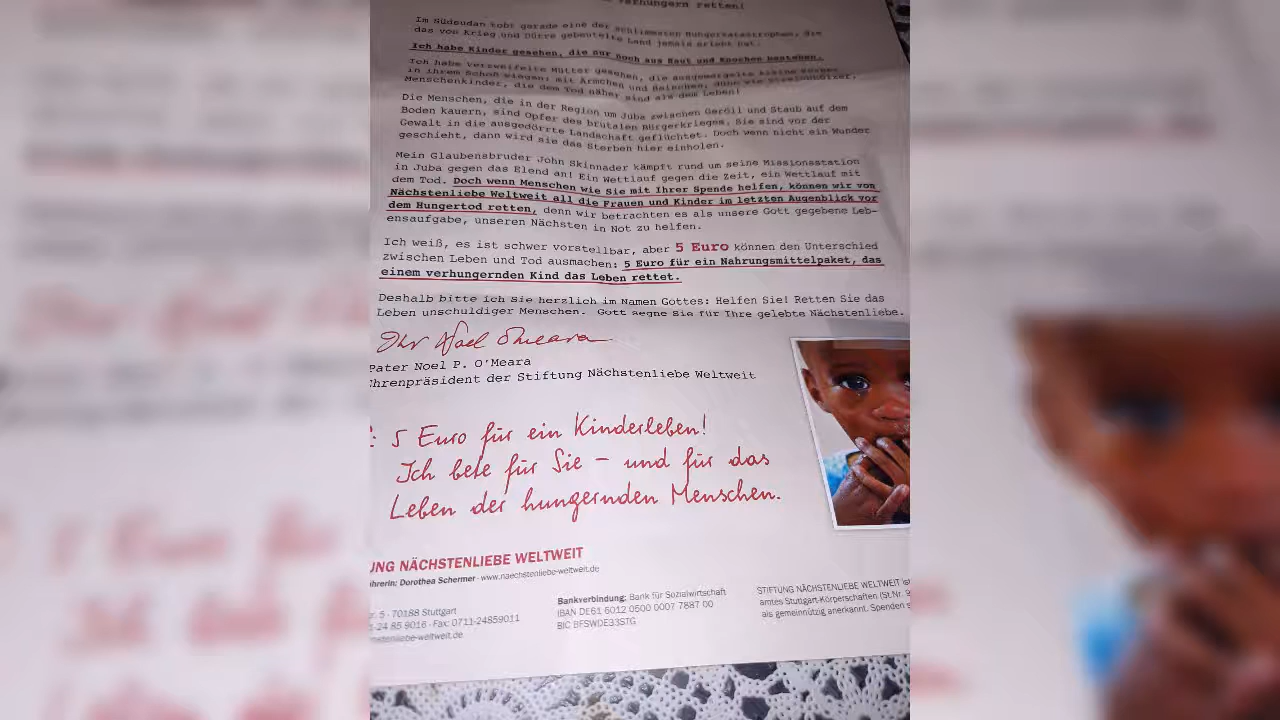 verhungern retten!
Im Südsudan tobt gerade eine der schlimmsten Hungerkatastrophen, die
das von Krieg und Dürre gebeutelte Land jemals erlebt hat.
Ich habe Kinder gesehen, die nur noch aus Haut und Knochen bestehen.
Ich habe verzweifelte Mütter gesehen, die ausgemergelte kleine
in ihrem Schoß wiegen: mit Ärmchen und Beinchen, dünn wie
Menschenkinder, die dem Tod näher sind als dem Leben!
Die Menschen, die in der Region um Juba zwischen Geröll und Staub auf dem
Boden kauern, sind Opfer des brutalen Bürgerkrieges. Sie sind vor der
Gewalt in die ausgedörrte Landschaft geflüchtet. Doch wenn nicht ein Wunder
geschieht, dann wird sie das Sterben hier einholen.
Mein Glaubensbruder John Skinnader kämpft rund um seine Missionsstation
in Juba gegen das Elend an! Ein Wettlauf gegen die Zeit, ein Wettlauf mit
dem Tod. Doch wenn Menschen wie Sie mit Ihrer Spende helfen, können wir von
Nächstenliebe Weltweit all die Frauen und Kinder im letzten Augenblick vor
dem Hungertod retten, denn wir betrachten es als unsere Gott gegebene Leb-
ensaufgabe, unseren Nächsten in Not zu helfen.
Ich weiß, es ist schwer vorstellbar, aber 5 Euro können den Unterschied
zwischen Leben und Tod ausmachen: 5 Euro für ein Nahrungsmittelpaket, das
einem verhungernden Kind das Leben rettet.
Deshalb bitte ich Sie herzlich im Namen Gottes: Helfen Sie! Retten Sie das
Leben unschuldiger Menschen. Gott segne Sie für Ihre gelebte Nächstenliebe.
Ihr Noel O'Meara
Pater Noel P. O'Meara
hrenpräsident der Stiftung Nächstenliebe Weltweit
: 5 Euro für ein Kinderleben!
Ich bete für Sie – und für das
Leben der hungernden Menschen.
UNG NÄCHSTENLIEBE WELTWEIT
ührerin: Dorothea Schermer · www.naechstenliebe-weltweit.de
r. 5 · 70188 Stuttgart
24 85 9016 · Fax: 0711-24859011
nstenliebe-weltweit.de
Bankverbindung: Bank für Sozialwirtschaft
IBAN DE61 6012 0500 0007 7887 00
BIC BFSWDE33STG
STIFTUNG NÄCHSTENLIEBE WELTWEIT
amtes Stuttgart-Körperschaften (St.Nr. 9
als gemeinnützig anerkannt. Spenden s